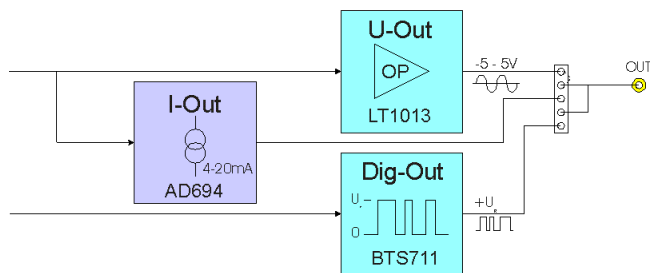 U-Out
OP
LT1013
-5 - 5V
OUT
I-Out
4-20mA
AD694
Dig-Out
0
BTS711